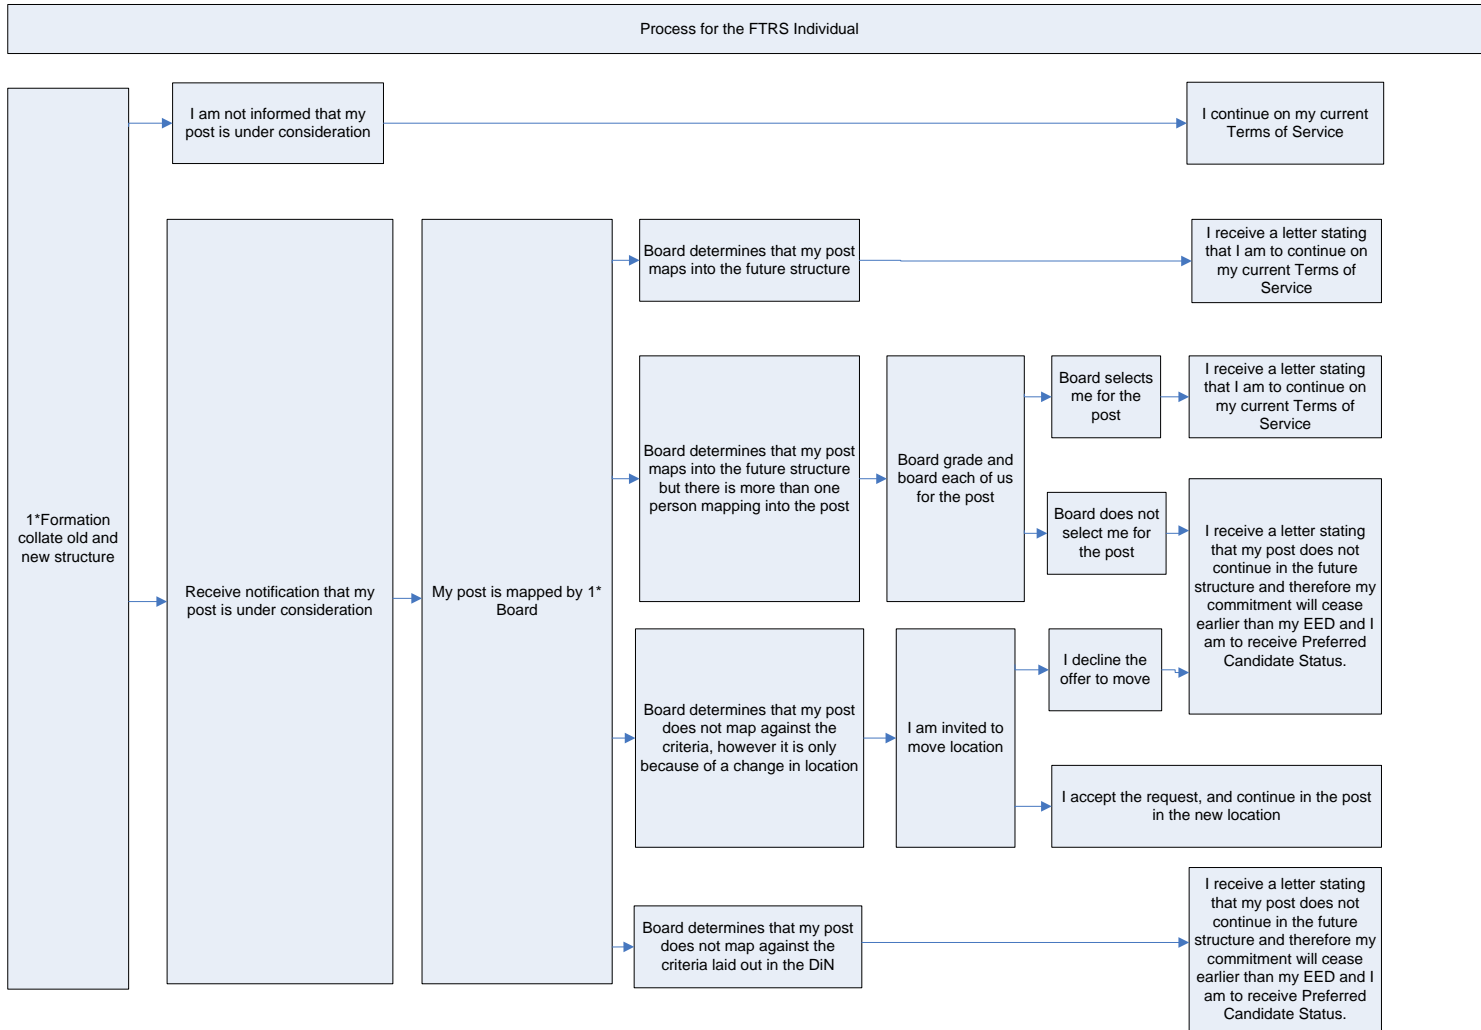 Process for the FTRS Individual
1*Formation
collate old and
new structure
I am not informed that my
post is under consideration
I continue on my current
Terms of Service
Receive notification that my
post is under consideration
My post is mapped by 1*
Board
Board determines that my post
maps into the future structure
I receive a letter stating
that I am to continue on
my current Terms of
Service
Board determines that my post
maps into the future structure
but there is more than one
person mapping into the post
Board grade and
board each of us
for the post
Board selects
me for the
post
I receive a letter stating
that I am to continue on
my current Terms of
Service
Board does not
select me for
the post
I receive a letter stating
that my post does not
continue in the future
structure and therefore my
commitment will cease
earlier than my EED and I
am to receive Preferred
Candidate Status.
Board determines that my post
does not map against the
criteria, however it is only
because of a change in location
I am invited to
move location
I decline the
offer to move
I accept the request, and continue in the post
in the new location
Board determines that my post
does not map against the
criteria laid out in the DiN
I receive a letter stating
that my post does not
continue in the future
structure and therefore my
commitment will cease
earlier than my EED and I
am to receive Preferred
Candidate Status.